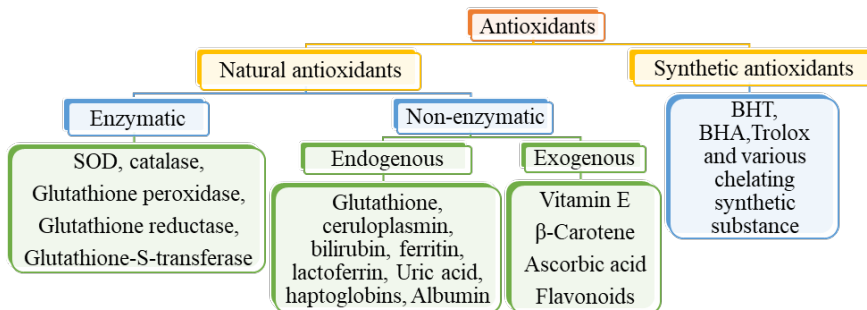 Antioxidants
Natural antioxidants
Synthetic antioxidants
Enzymatic
Non-enzymatic
BHT,
BHA,Trolox
and various
chelating
synthetic
substance
SOD, catalase,
Glutathione peroxidase,
Glutathione reductase,
Glutathione-S-transferase
Endogenous
Glutathione,
ceruloplasmin,
bilirubin, ferritin,
lactoferrin, Uric acid,
haptoglobins, Albumin
Exogenous
Vitamin E
β-Carotene
Ascorbic acid
Flavonoids